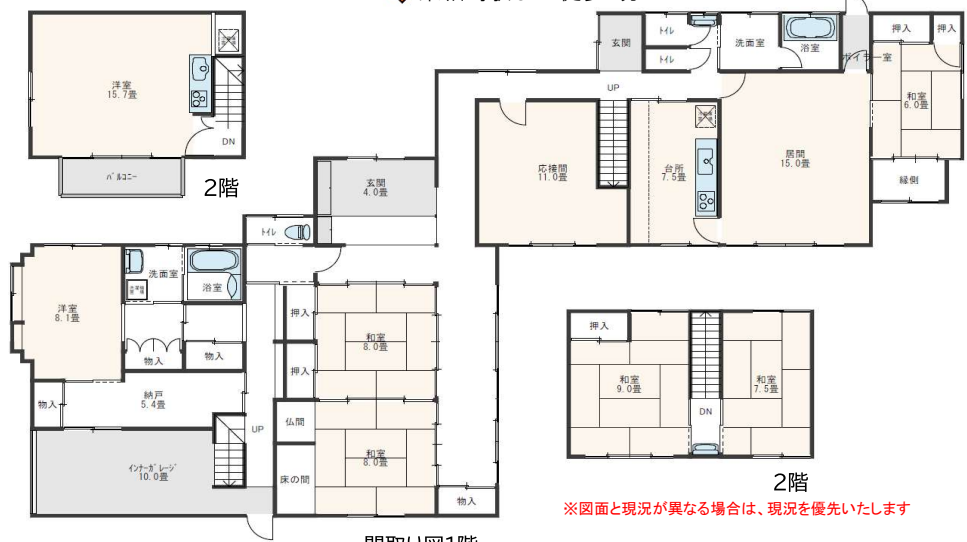 洋室
15.7畳
DN
バルコニー
2階
玄関
トイレ
トイレ
洗面室
浴室
ボイラー室
押入
押入
和室
6.0畳
縁側
UP
応接間
11.0畳
台所
7.5畳
居間
15.0畳
玄関
4.0畳
トイレ
洗面室
浴室
洋室
8.1畳
物入
物入
物入
納戸
5.4畳
インナーガレージ
10.0畳
UP
押入
押入
仏間
床の間
和室
8.0畳
和室
8.0畳
物入
押入
和室
9.0畳
DN
和室
7.5畳
2階
※図面と現況が異なる場合は、現況を優先いたします
間取り図1階